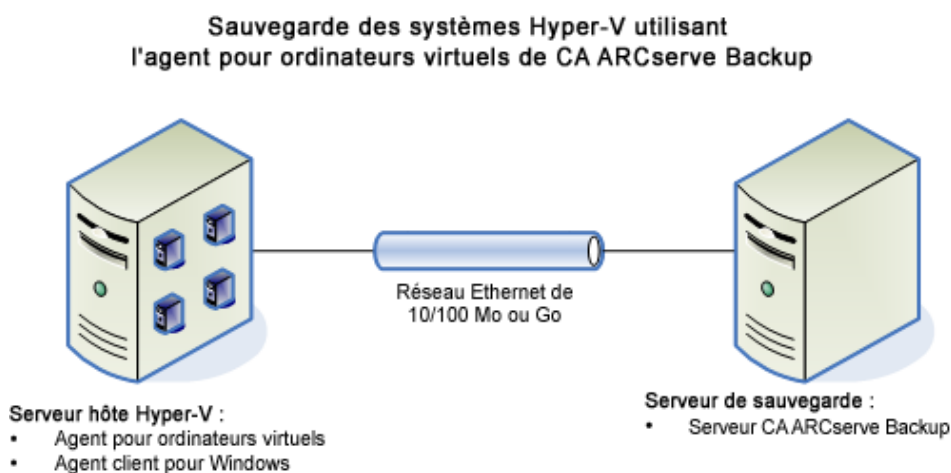 Sauvegarde des systèmes Hyper-V utilisant
l'agent pour ordinateurs virtuels de CA ARCserve Backup
Réseau Ethernet de
10/100 Mo ou Go
Serveur hôte Hyper-V :
• Agent pour ordinateurs virtuels
• Agent client pour Windows
Serveur de sauvegarde :
• Serveur CA ARCserve Backup